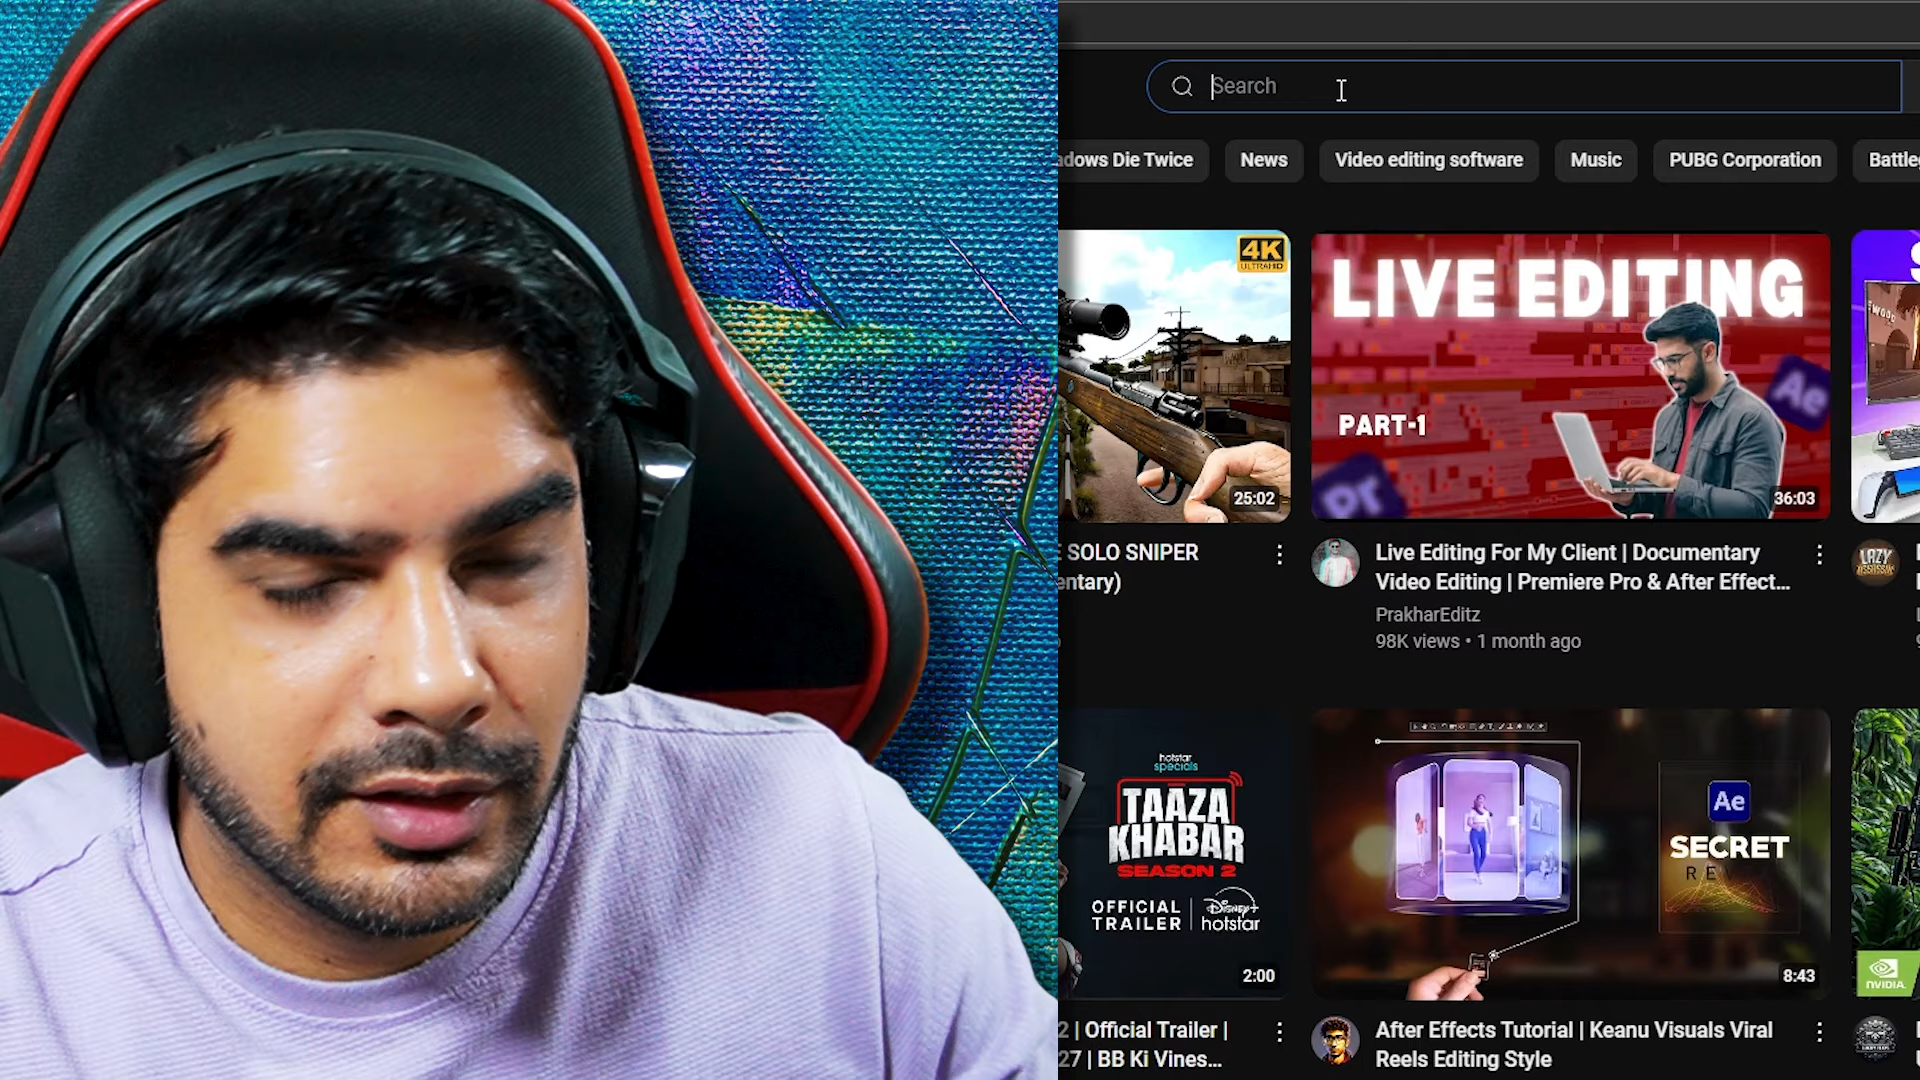 Search
dows Die Twice
News
Video editing software
Music
PUBG Corporation
Battle
4K
ULTRAHD
25:02
SOLO SNIPER
entary)
LIVE EDITING
PART-1
Ae
Pr
36:03
Live Editing For My Client | Documentary
Video Editing | Premiere Pro & After Effect...
PrakharEditz
98K views • 1 month ago
LAZY
ASSASSIN
hotstar
specials
TAAZA
KHABAR
SEASON 2
OFFICIAL
TRAILER
Disney+
hotstar
2:00
2 | Official Trailer |
27 | BB Ki Vines...
Ae
SECRET
8:43
After Effects Tutorial | Keanu Visuals Viral
Reels Editing Style
NVIDIA